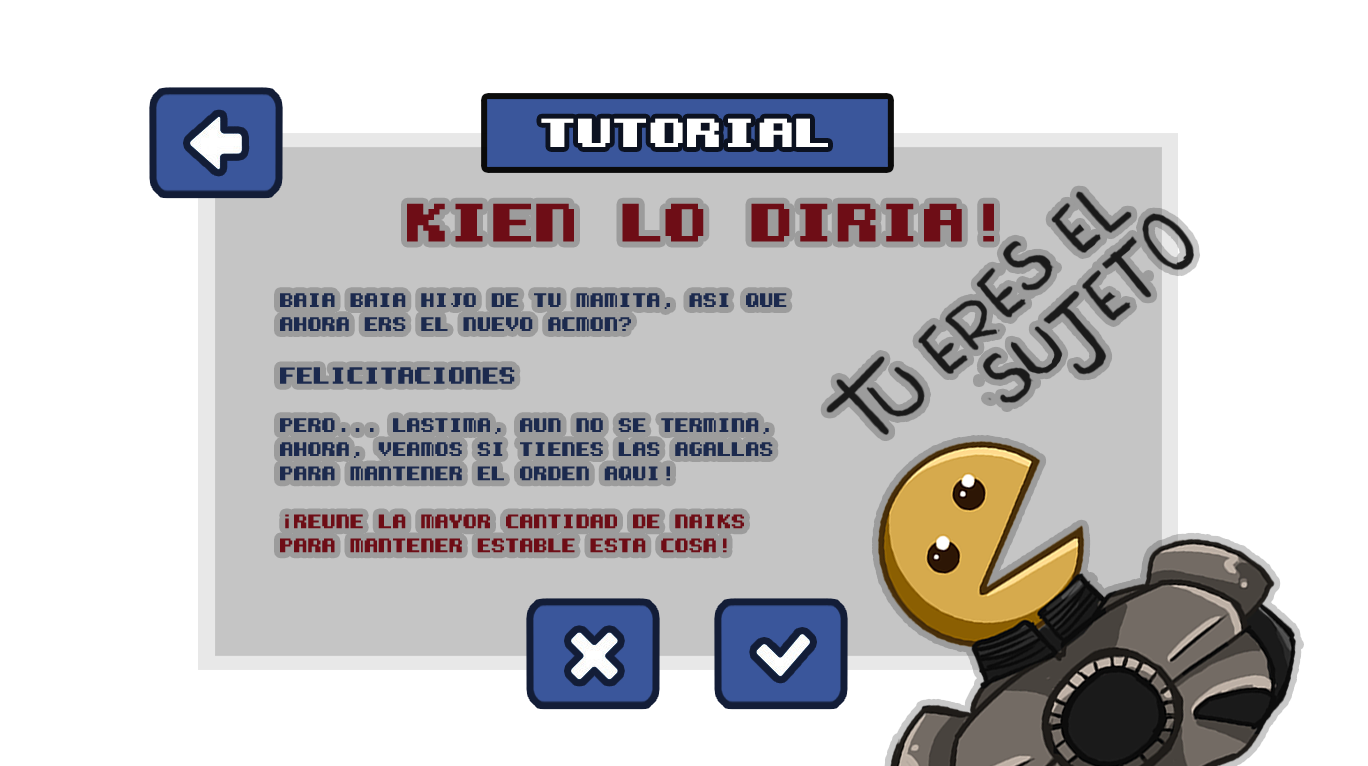 TUTORIAL
KIEN LO DIRIA!
BAIA BAIA HIJO DE TU MAMITA, ASI QUE
AHORA ERS EL NUEVO ACMON?
FELICITACIONES
PERO... LASTIMA, AUN NO SE TERMINA,
AHORA, VEAMOS SI TIENES LAS AGALLAS
PARA MANTENER EL ORDEN AQUI!
¡REUNE LA MAYOR CANTIDAD DE NAIKS
PARA MANTENER ESTABLE ESTA COSA!
TU ERES EL
SUJETO